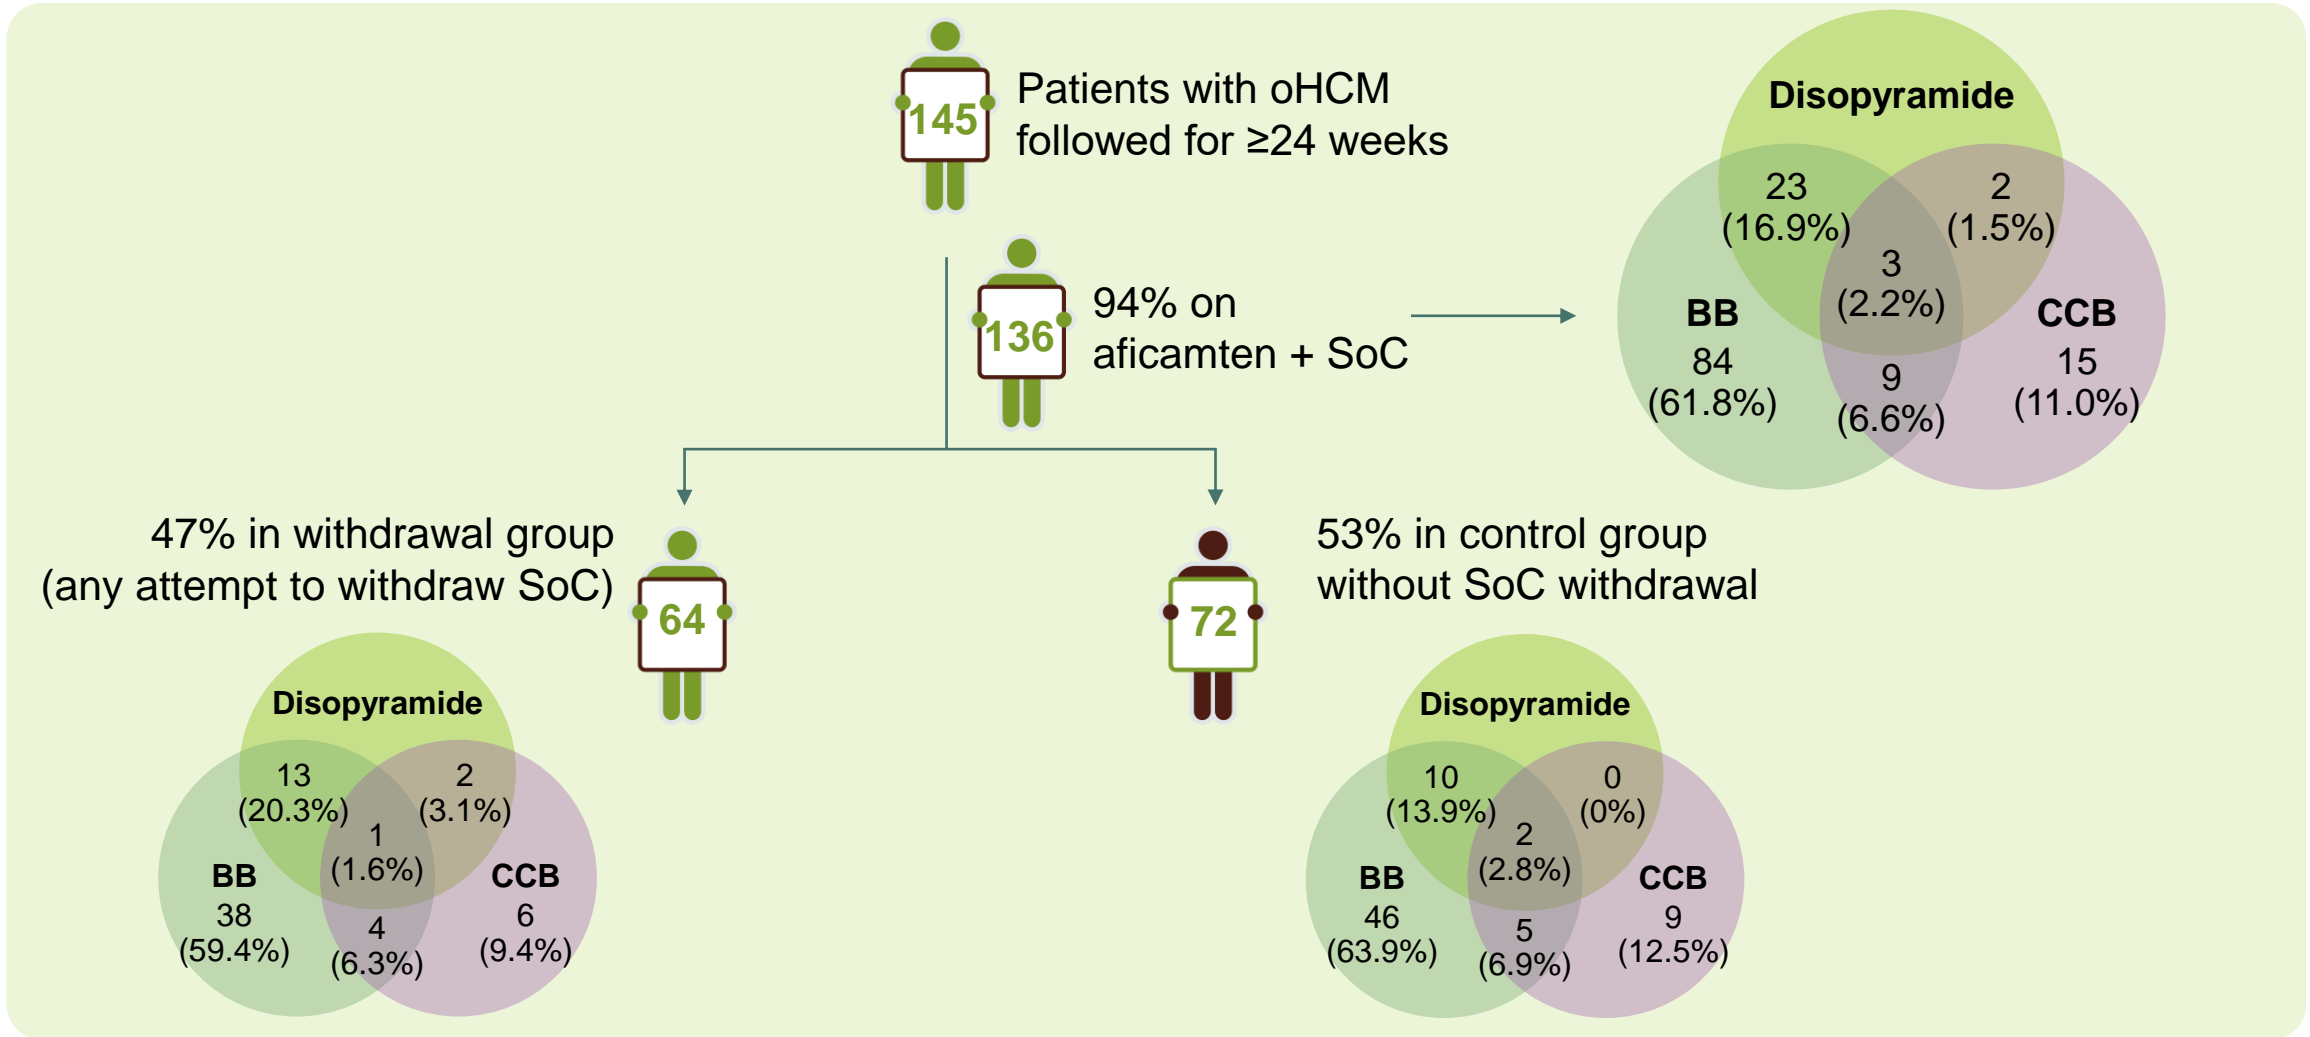 145
Patients with oHCM
followed for ≥24 weeks
136
94% on
aficamten + SoC
Disopyramide
23
(16.9%)
2
(1.5%)
3
(2.2%)
BB
84
(61.8%)
CCB
15
(11.0%)
9
(6.6%)
47% in withdrawal group
(any attempt to withdraw SoC)
64
Disopyramide
13
(20.3%)
2
(3.1%)
1
(1.6%)
BB
38
(59.4%)
CCB
6
(9.4%)
4
(6.3%)
72
53% in control group
without SoC withdrawal
Disopyramide
10
(13.9%)
0
(0%)
2
(2.8%)
BB
46
(63.9%)
CCB
9
(12.5%)
5
(6.9%)